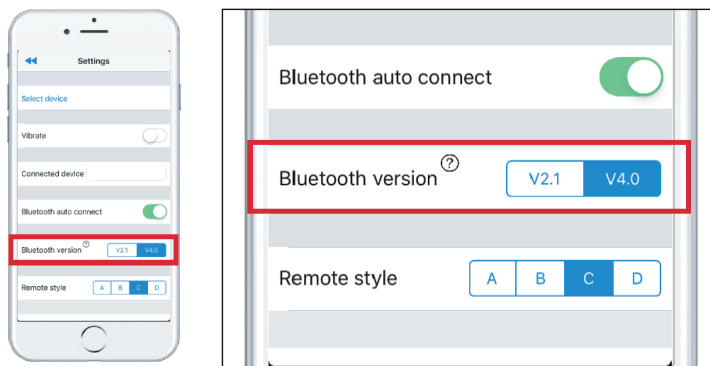 Settings
Select device
Vibrate
Connected device
Bluetooth auto connect
Bluetooth version ?
V2.1 V4.0
Remote style
A B C D
Bluetooth auto connect
Bluetooth version ?
V2.1 V4.0
Remote style
A B C D